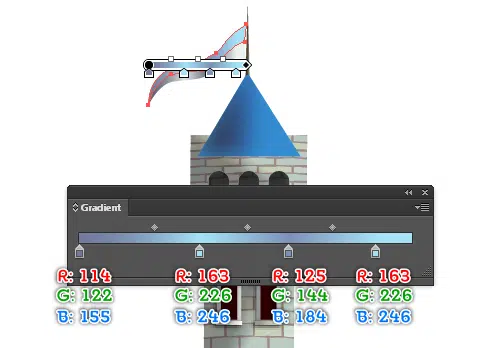 Gradient
R: 114 R: 163 R: 125 R: 163
G: 122 G: 226 G: 144 G: 226
B: 155 B: 246 B: 184 B: 246